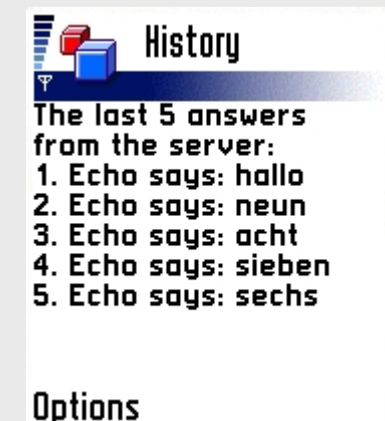 History
The last 5 answers
from the server:
1. Echo says: hallo
2. Echo says: neun
3. Echo says: acht
4. Echo says: sieben
5. Echo says: sechs
Options